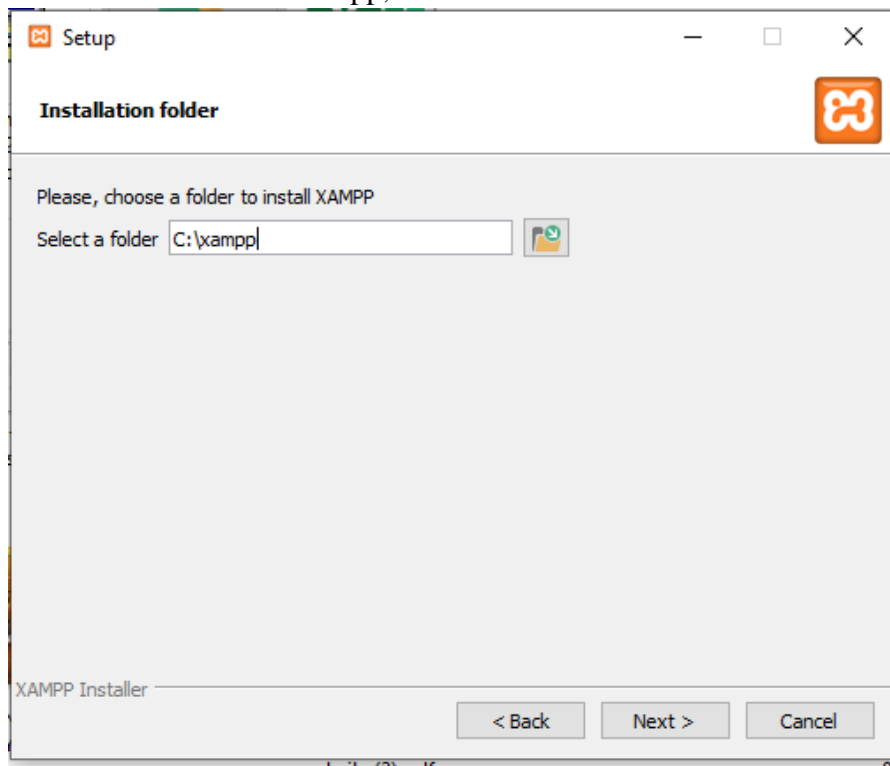 Setup
Installation folder
Please, choose a folder to install XAMPP
Select a folder C:\xampp
XAMPP Installer
< Back Next > Cancel